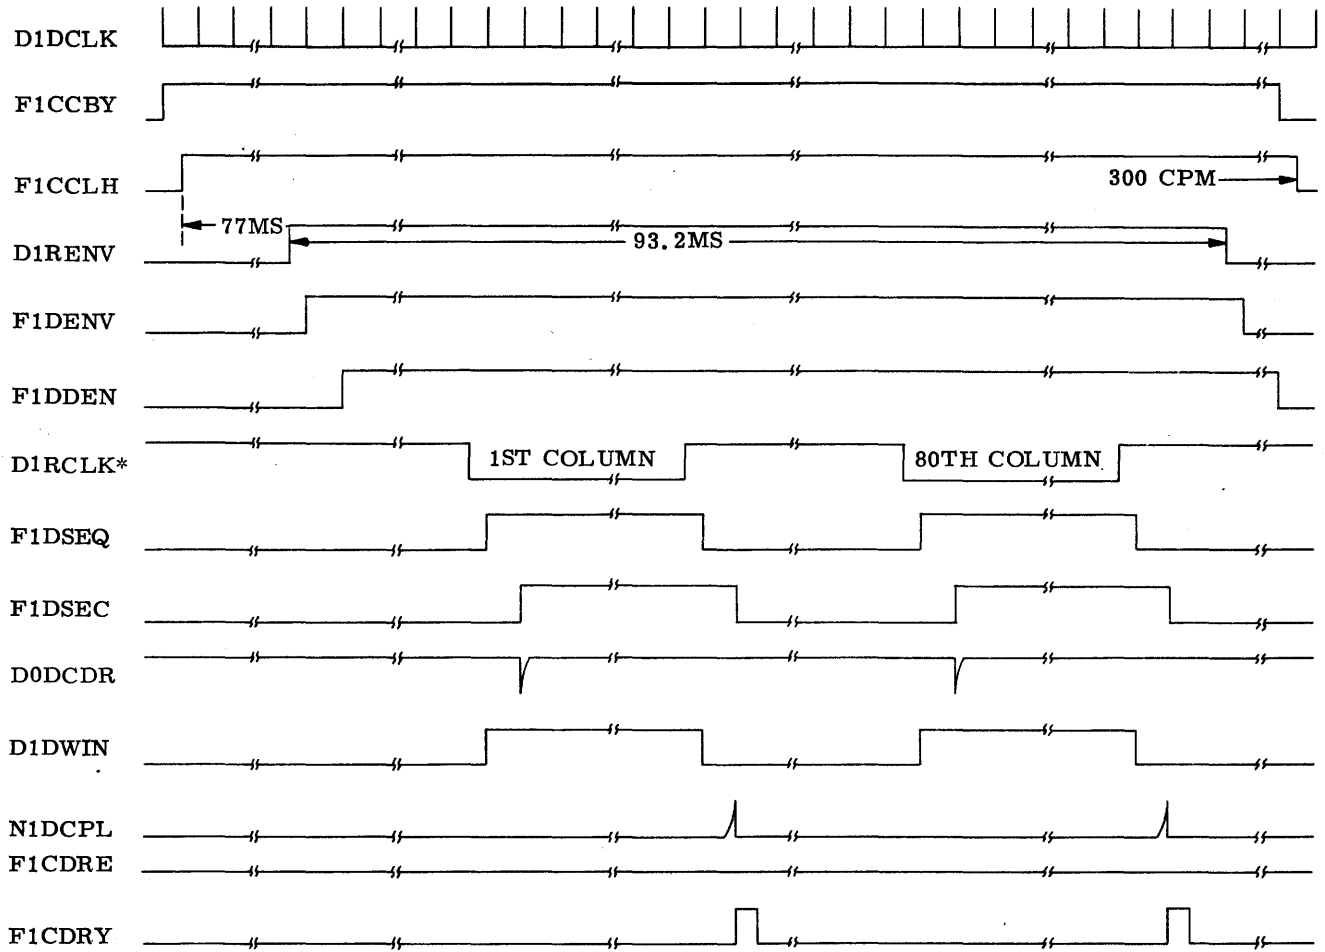 D1DCLK
F1CCBY
F1CCLH
300 CPM
77MS
D1RENV
93.2MS
F1DENV
F1DDEN
D1RCLK*
1ST COLUMN
80TH COLUMN
F1DSEQ
F1DSEC
D0DCDR
D1DWIN
N1DCPL
F1CDRE
F1CDRY